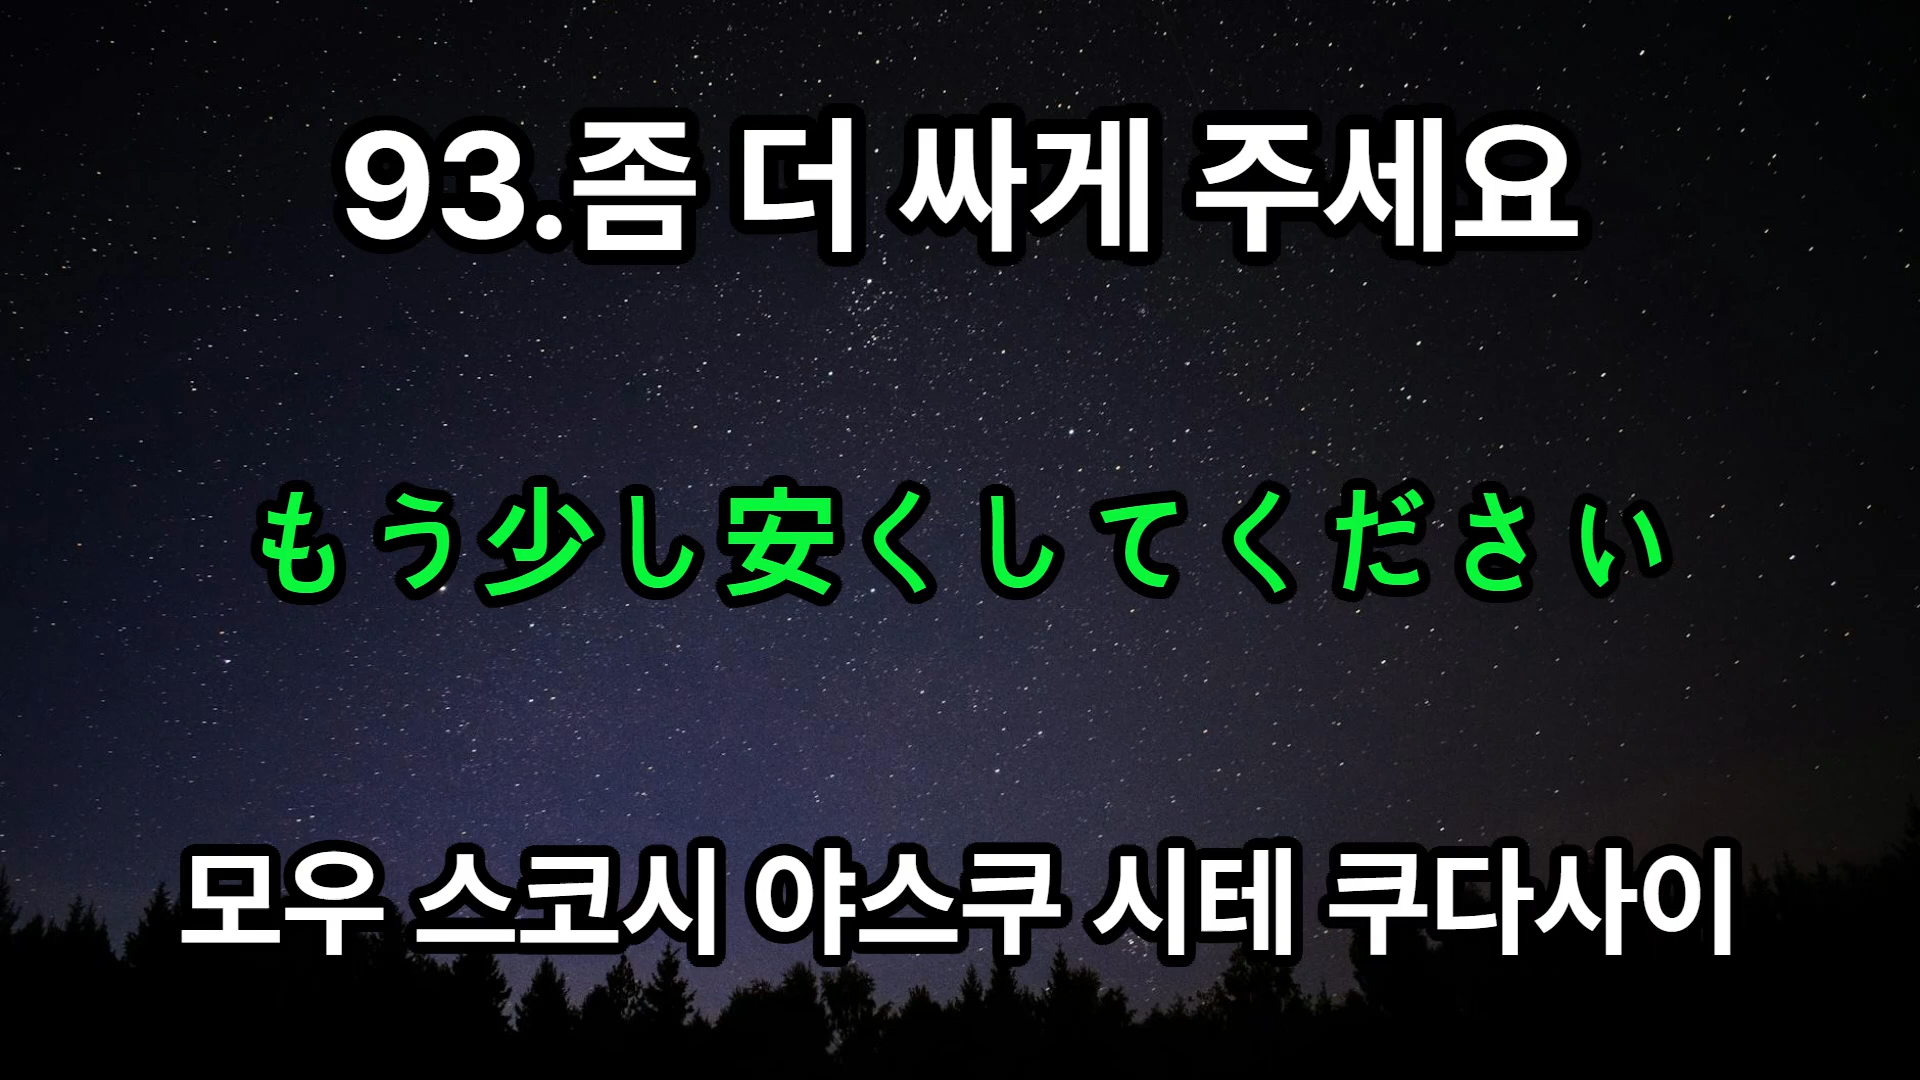 93.좀 더 싸게 주세요
もう少し安くしてください
모우 스코시 야스쿠 시테 쿠다사이